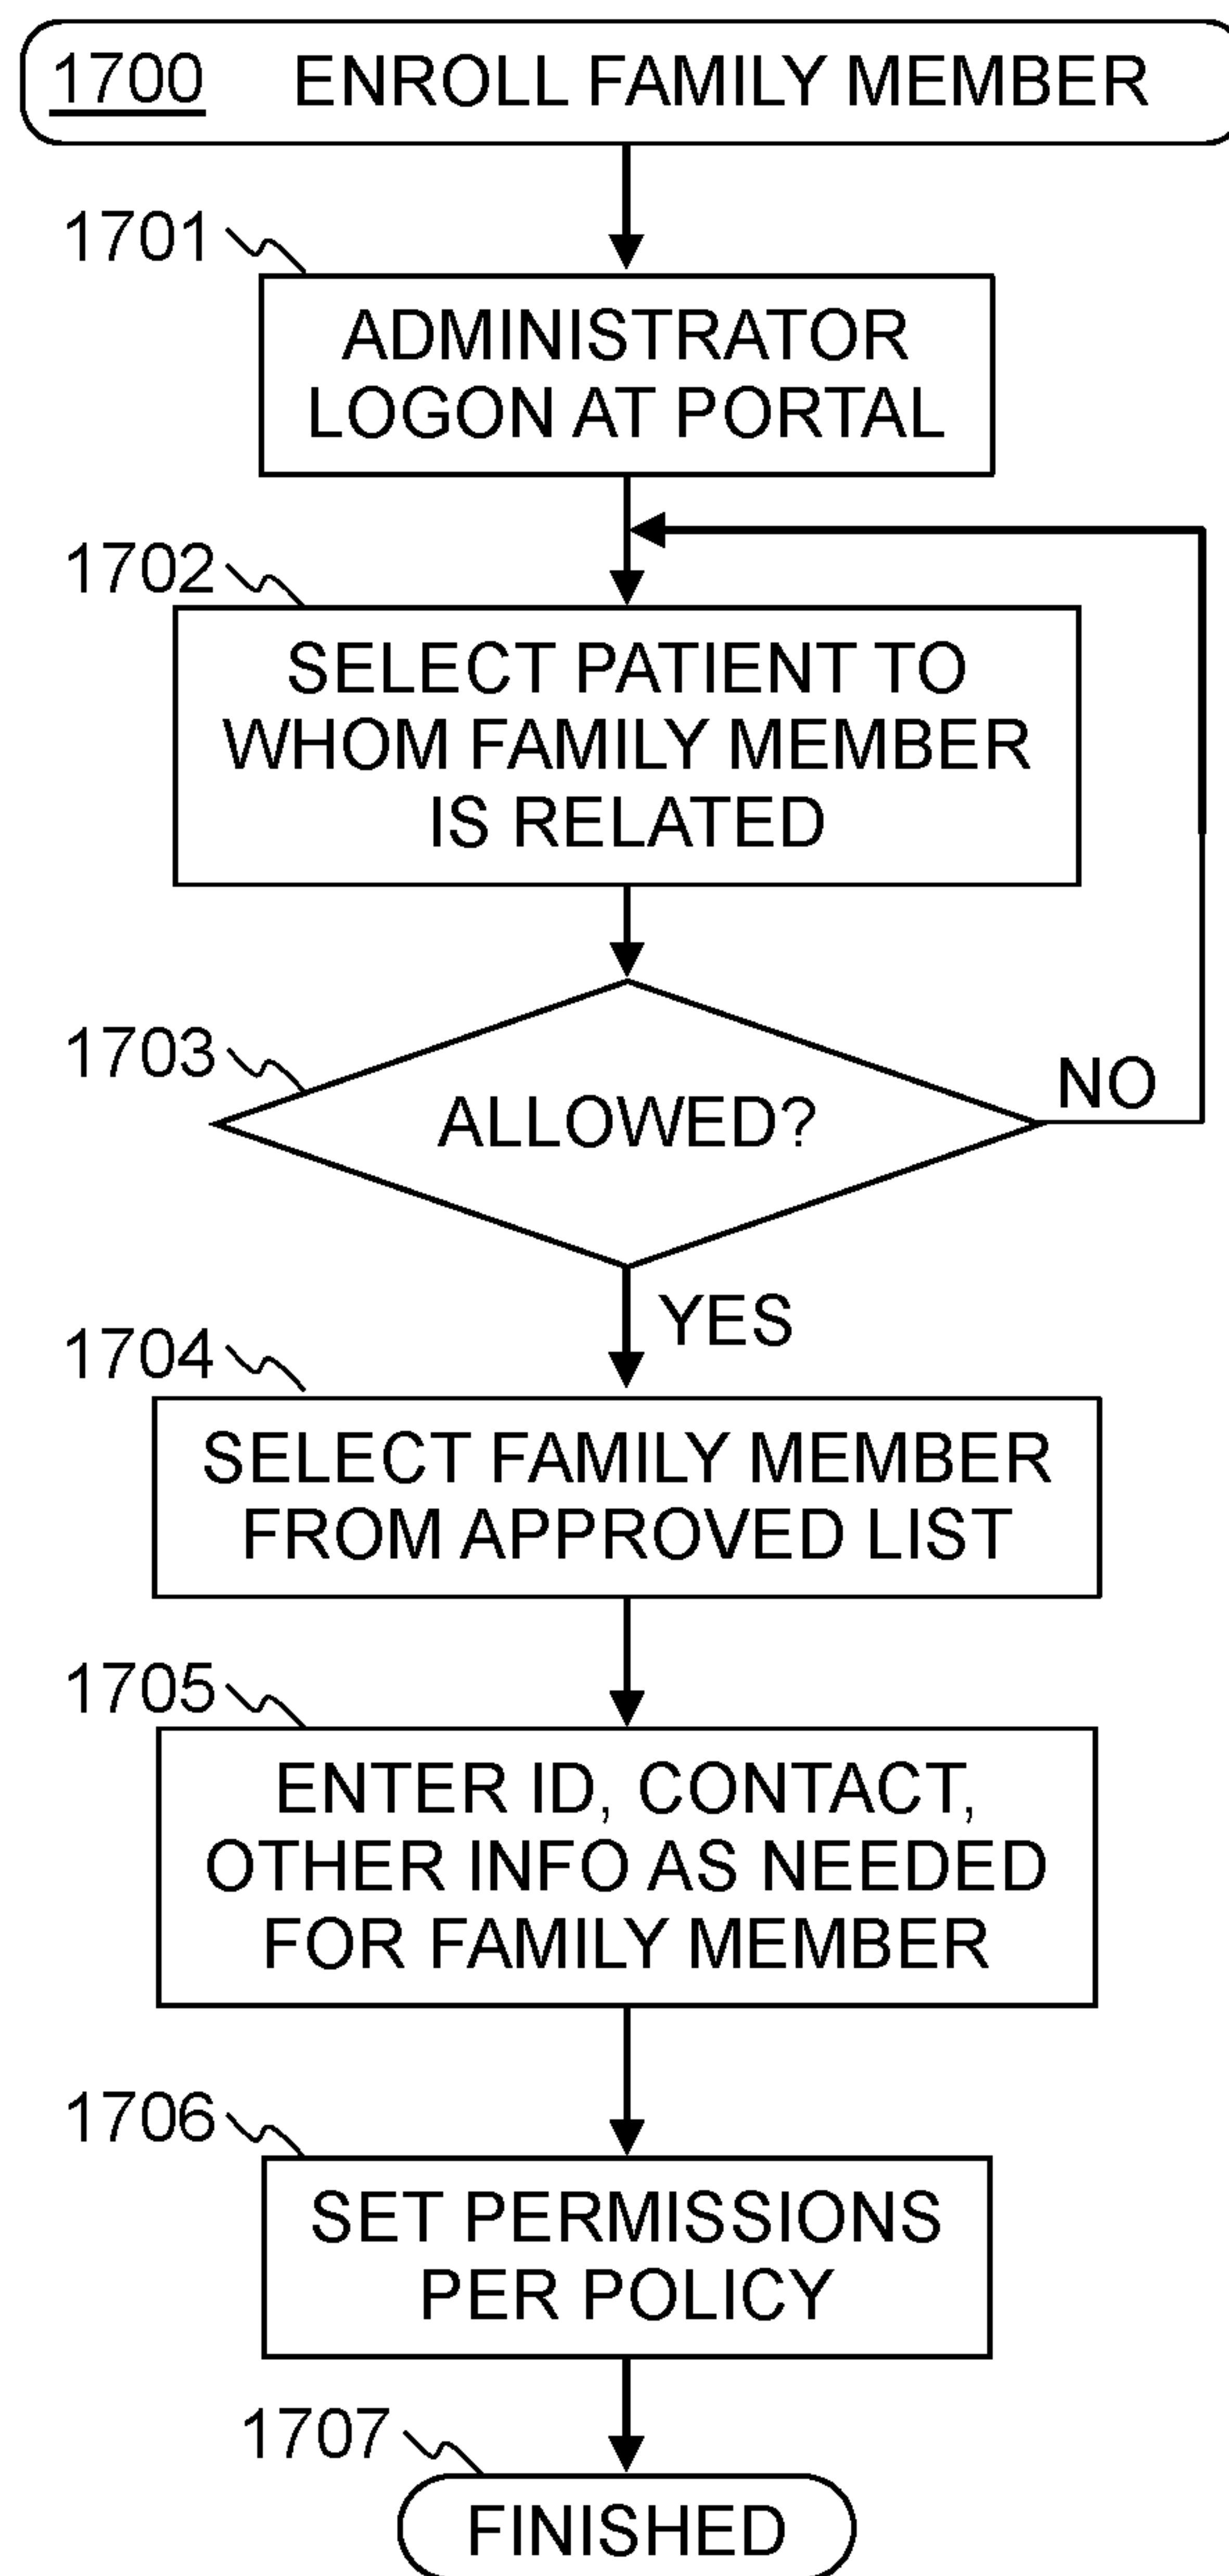 1700 ENROLL FAMILY MEMBER
1701
ADMINISTRATOR
LOGON AT PORTAL
1702
SELECT PATIENT TO
WHOM FAMILY MEMBER
IS RELATED
1703
ALLOWED?
NO
YES
1704
SELECT FAMILY MEMBER
FROM APPROVED LIST
1705
ENTER ID, CONTACT,
OTHER INFO AS NEEDED
FOR FAMILY MEMBER
1706
SET PERMISSIONS
PER POLICY
1707
FINISHED